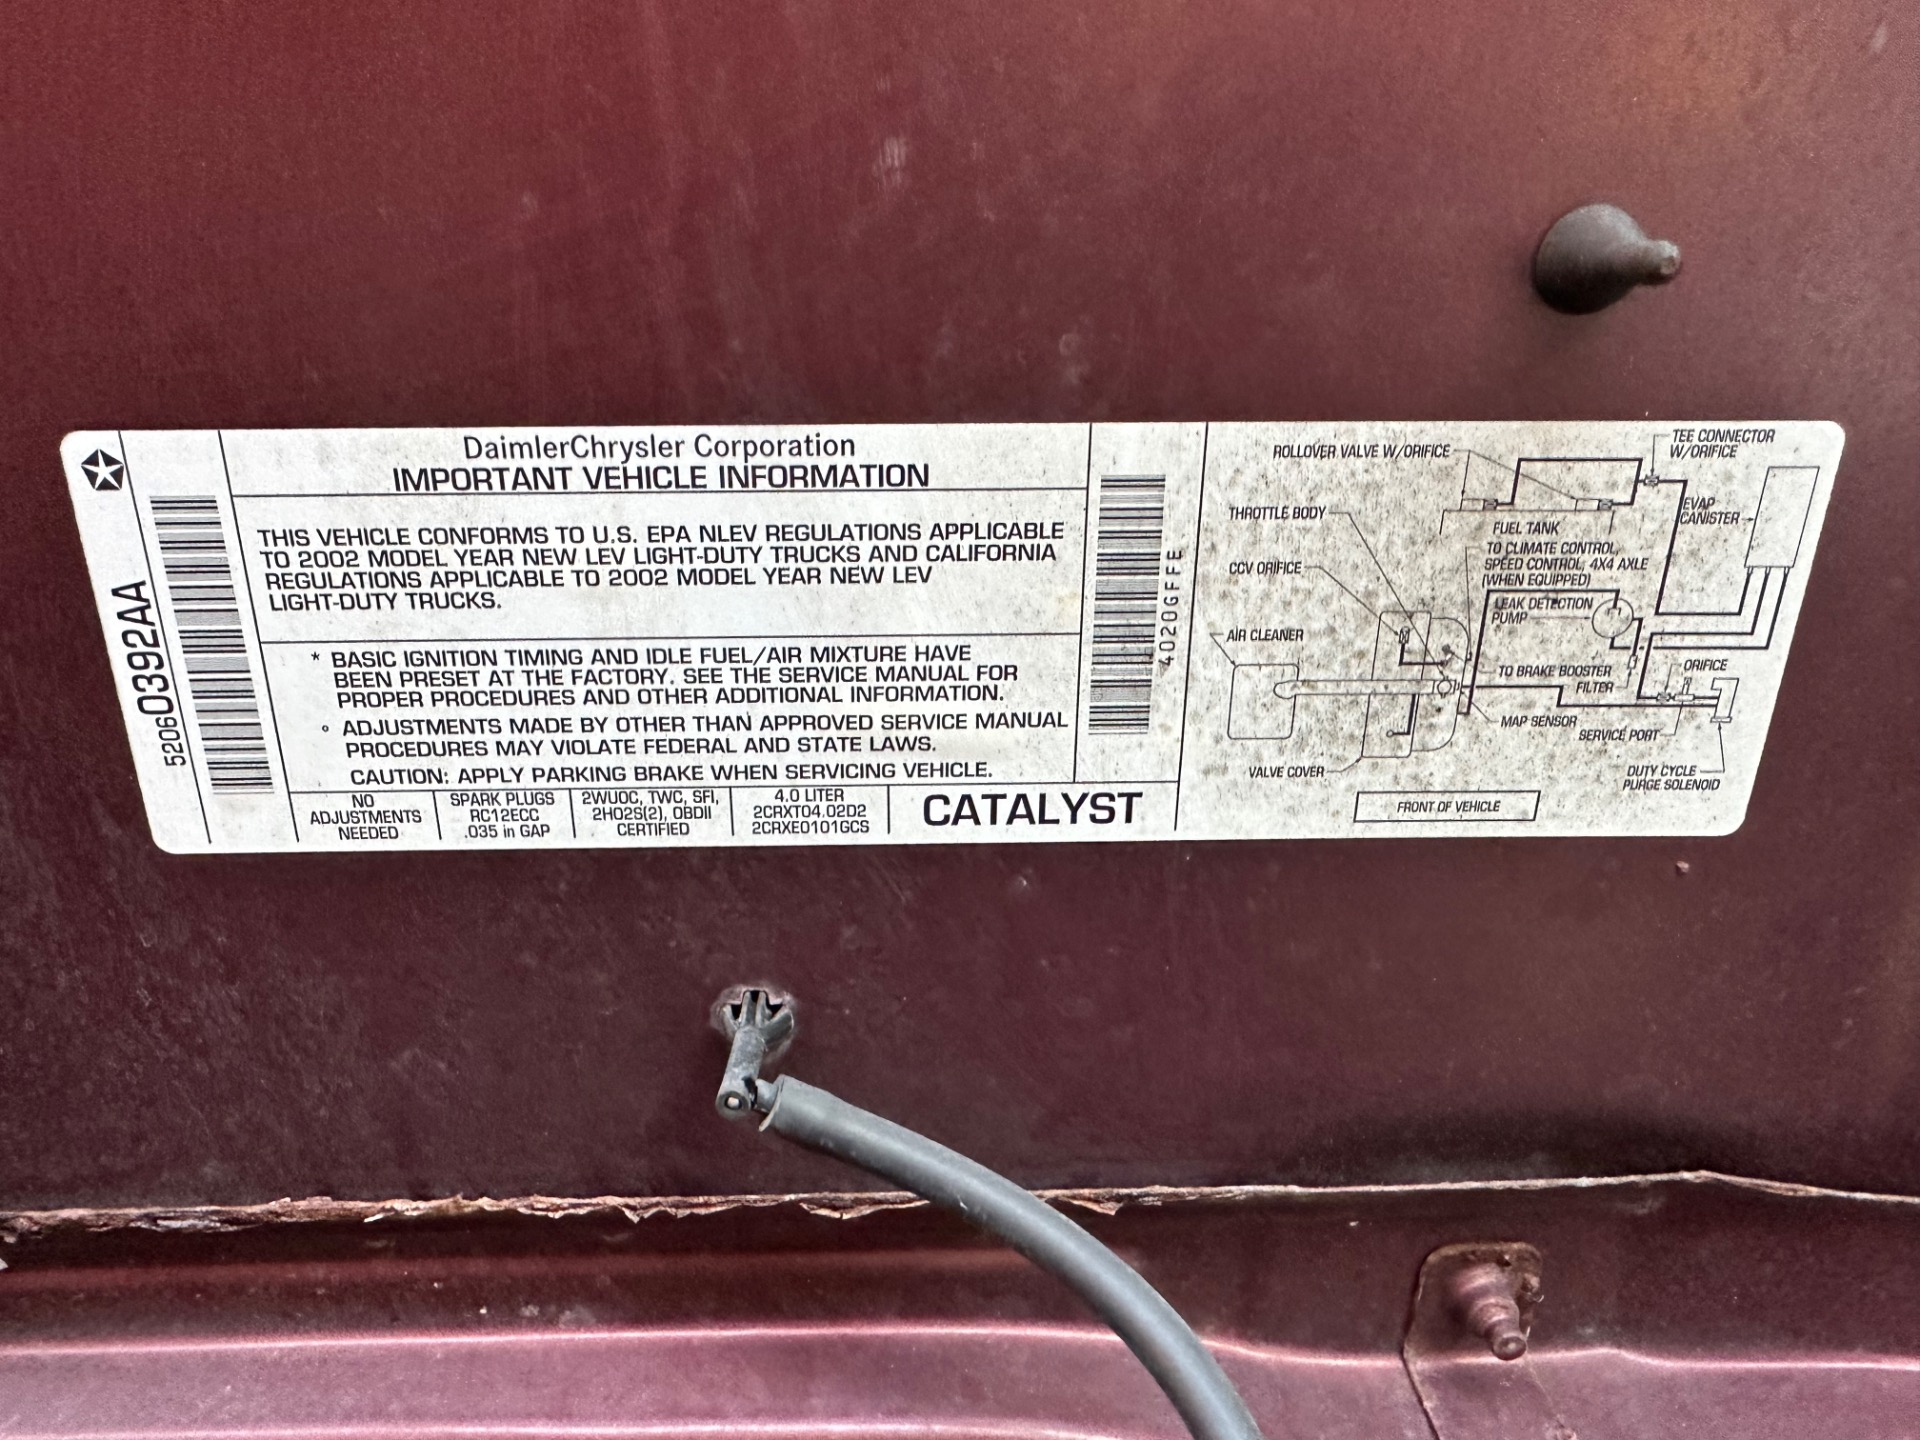 DaimlerChrysler Corporation
IMPORTANT VEHICLE INFORMATION
THIS VEHICLE CONFORMS TO U.S. EPA NLEV REGULATIONS APPLICABLE
TO 2002 MODEL YEAR NEW LEV LIGHT-DUTY TRUCKS AND CALIFORNIA
REGULATIONS APPLICABLE TO 2002 MODEL YEAR NEW LEV
LIGHT-DUTY TRUCKS.
* BASIC IGNITION TIMING AND IDLE FUEL/AIR MIXTURE HAVE
BEEN PRESET AT THE FACTORY. SEE THE SERVICE MANUAL FOR
PROPER PROCEDURES AND OTHER ADDITIONAL INFORMATION.
° ADJUSTMENTS MADE BY OTHER THAN APPROVED SERVICE MANUAL
PROCEDURES MAY VIOLATE FEDERAL AND STATE LAWS.
CAUTION: APPLY PARKING BRAKE WHEN SERVICING VEHICLE.
NO
ADJUSTMENTS
NEEDED
SPARK PLUGS
RC12ECC
.035 in GAP
2WUOC, TWC, SFI,
2HO2S(2), OBDII
CERTIFIED
4.0 LITER
2CRXT04.02D2
2CRXE0101GCS
CATALYST
52060392AA
4020GFFE
ROLLOVER VALVE W/ORIFICE
TEE CONNECTOR
W/ORIFICE
THROTTLE BODY
FUEL TANK
EVAP
CANISTER
CCV ORIFICE
TO CLIMATE CONTROL,
SPEED CONTROL, 4X4 AXLE
(WHEN EQUIPPED)
LEAK DETECTION
PUMP
AIR CLEANER
TO BRAKE BOOSTER
FILTER
ORIFICE
MAP SENSOR
SERVICE PORT
VALVE COVER
DUTY CYCLE
PURGE SOLENOID
FRONT OF VEHICLE